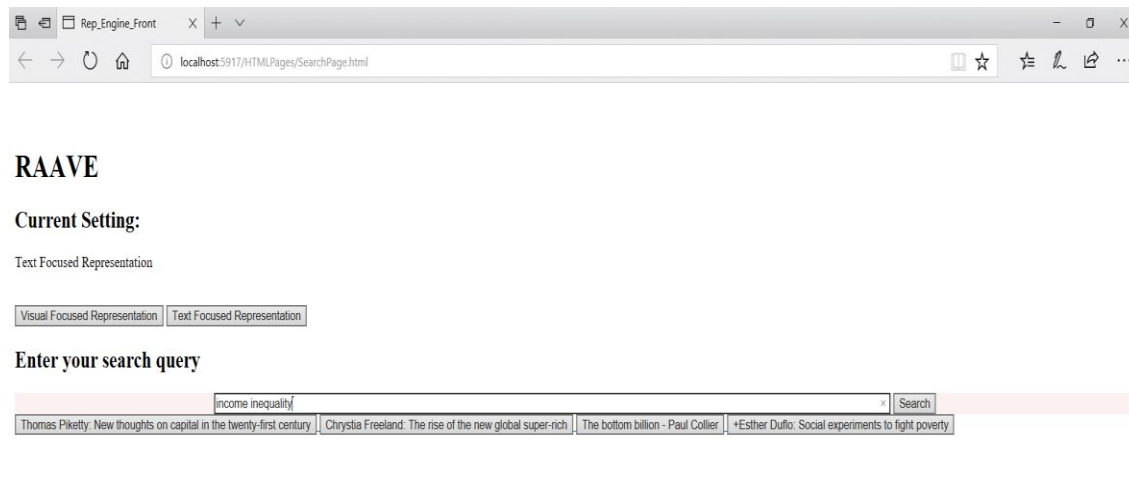 Rep_Engine_Front
localhost:5917/HTMLPages/SearchPage.html
RAAVE
Current Setting:
Text Focused Representation
Visual Focused Representation Text Focused Representation
Enter your search query
income inequality x Search
Thomas Piketty: New thoughts on capital in the twenty-first century Chrystia Freeland: The rise of the new global super-rich The bottom billion - Paul Collier +Esther Duflo: Social experiments to fight poverty